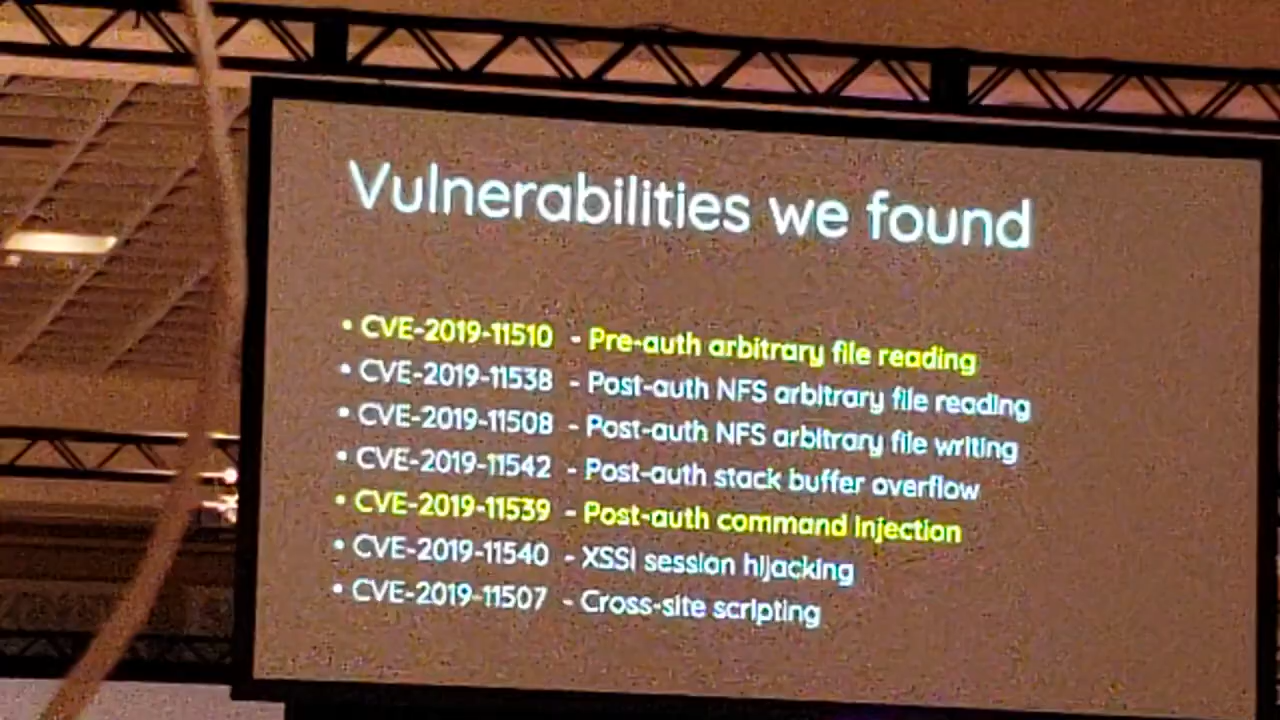 Vulnerabilities we found
• CVE-2019-11510 - Pre-auth arbitrary file reading
• CVE-2019-11538 - Post-auth NFS arbitrary file reading
• CVE-2019-11508 - Post-auth NFS arbitrary file writing
• CVE-2019-11542 - Post-auth stack buffer overflow
• CVE-2019-11539 - Post-auth command injection
• CVE-2019-11540 - XSSI session hijacking
• CVE-2019-11507 - Cross-site scripting